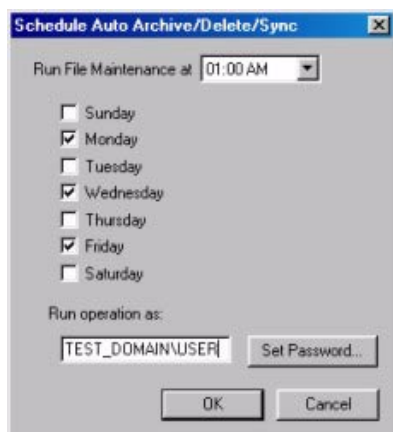 Schedule Auto Archive/Delete/Sync
Run File Maintenance at 01:00 AM
Sunday
Monday
Tuesday
Wednesday
Thursday
Friday
Saturday
Run operation as:
TEST_DOMAIN\USER Set Password...
OK Cancel